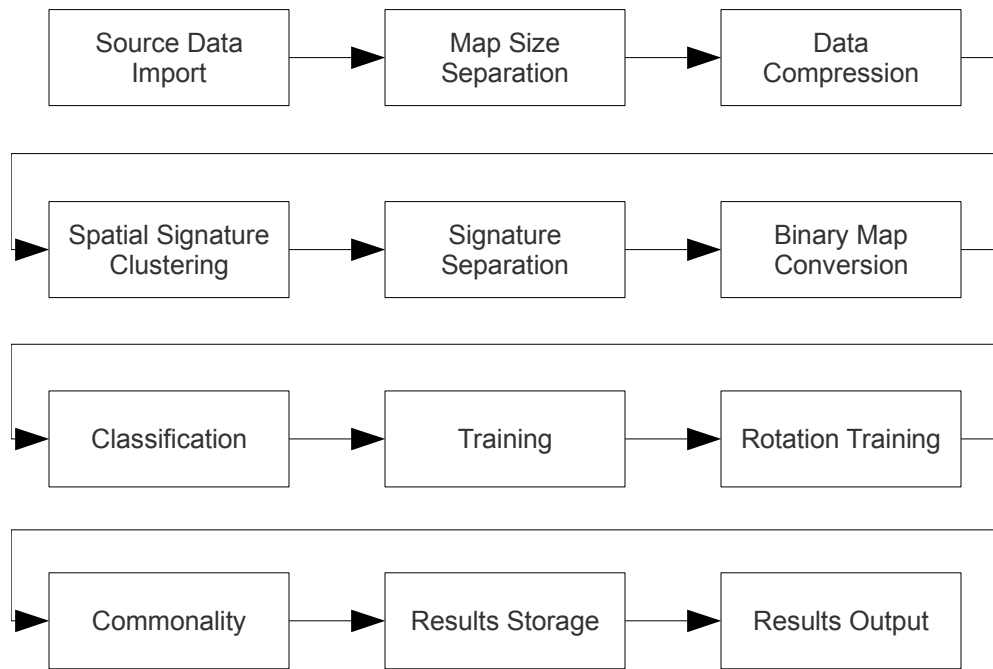 Source Data
Import
Map Size
Separation
Data
Compression
Spatial Signature
Clustering
Signature
Separation
Binary Map
Conversion
Classification
Training
Rotation Training
Commonality
Results Storage
Results Output